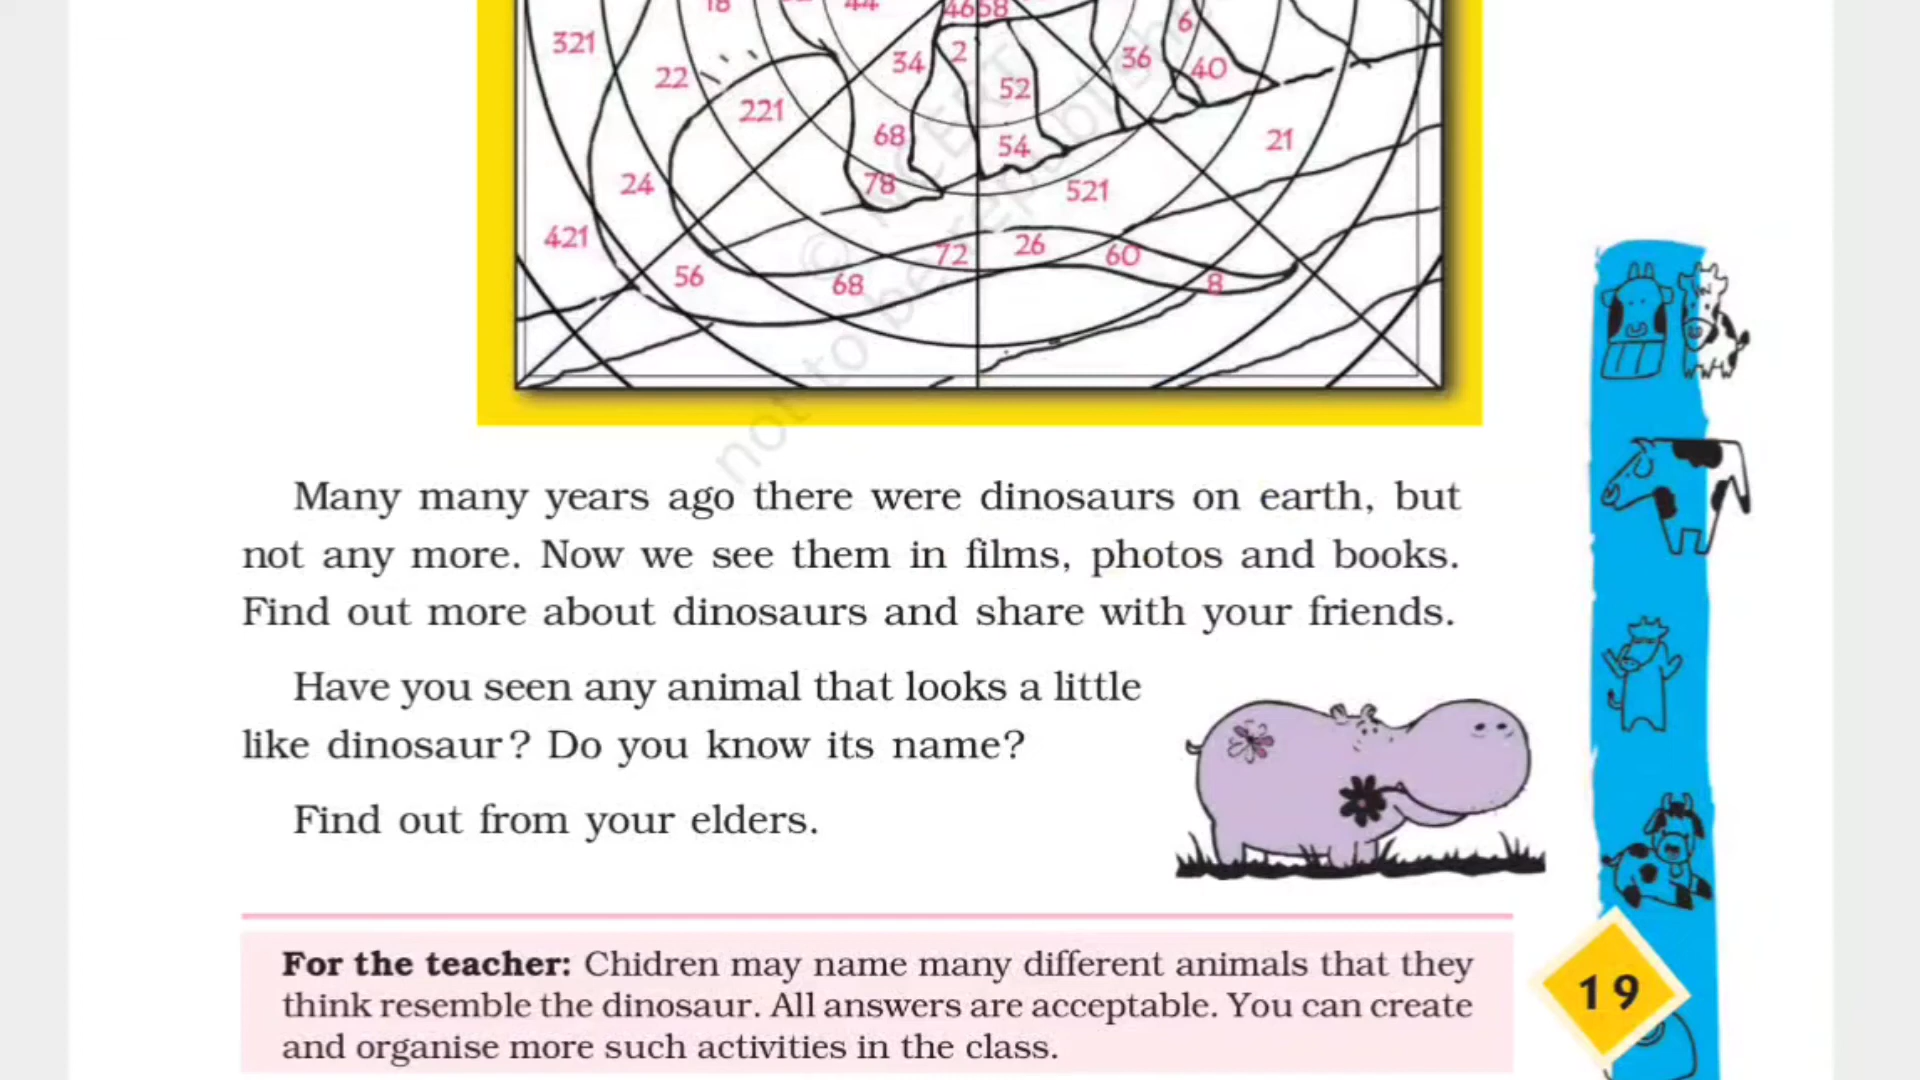 18
44
4658
321
34
2
36
6
40
22
52
221
68
54
21
24
78
521
421
72
26
60
56
68
8
© NCERT
not to be republished
Many many years ago there were dinosaurs on earth, but
not any more. Now we see them in films, photos and books.
Find out more about dinosaurs and share with your friends.
Have you seen any animal that looks a little
like dinosaur? Do you know its name?
Find out from your elders.
For the teacher: Chidren may name many different animals that they
think resemble the dinosaur. All answers are acceptable. You can create
and organise more such activities in the class.
19